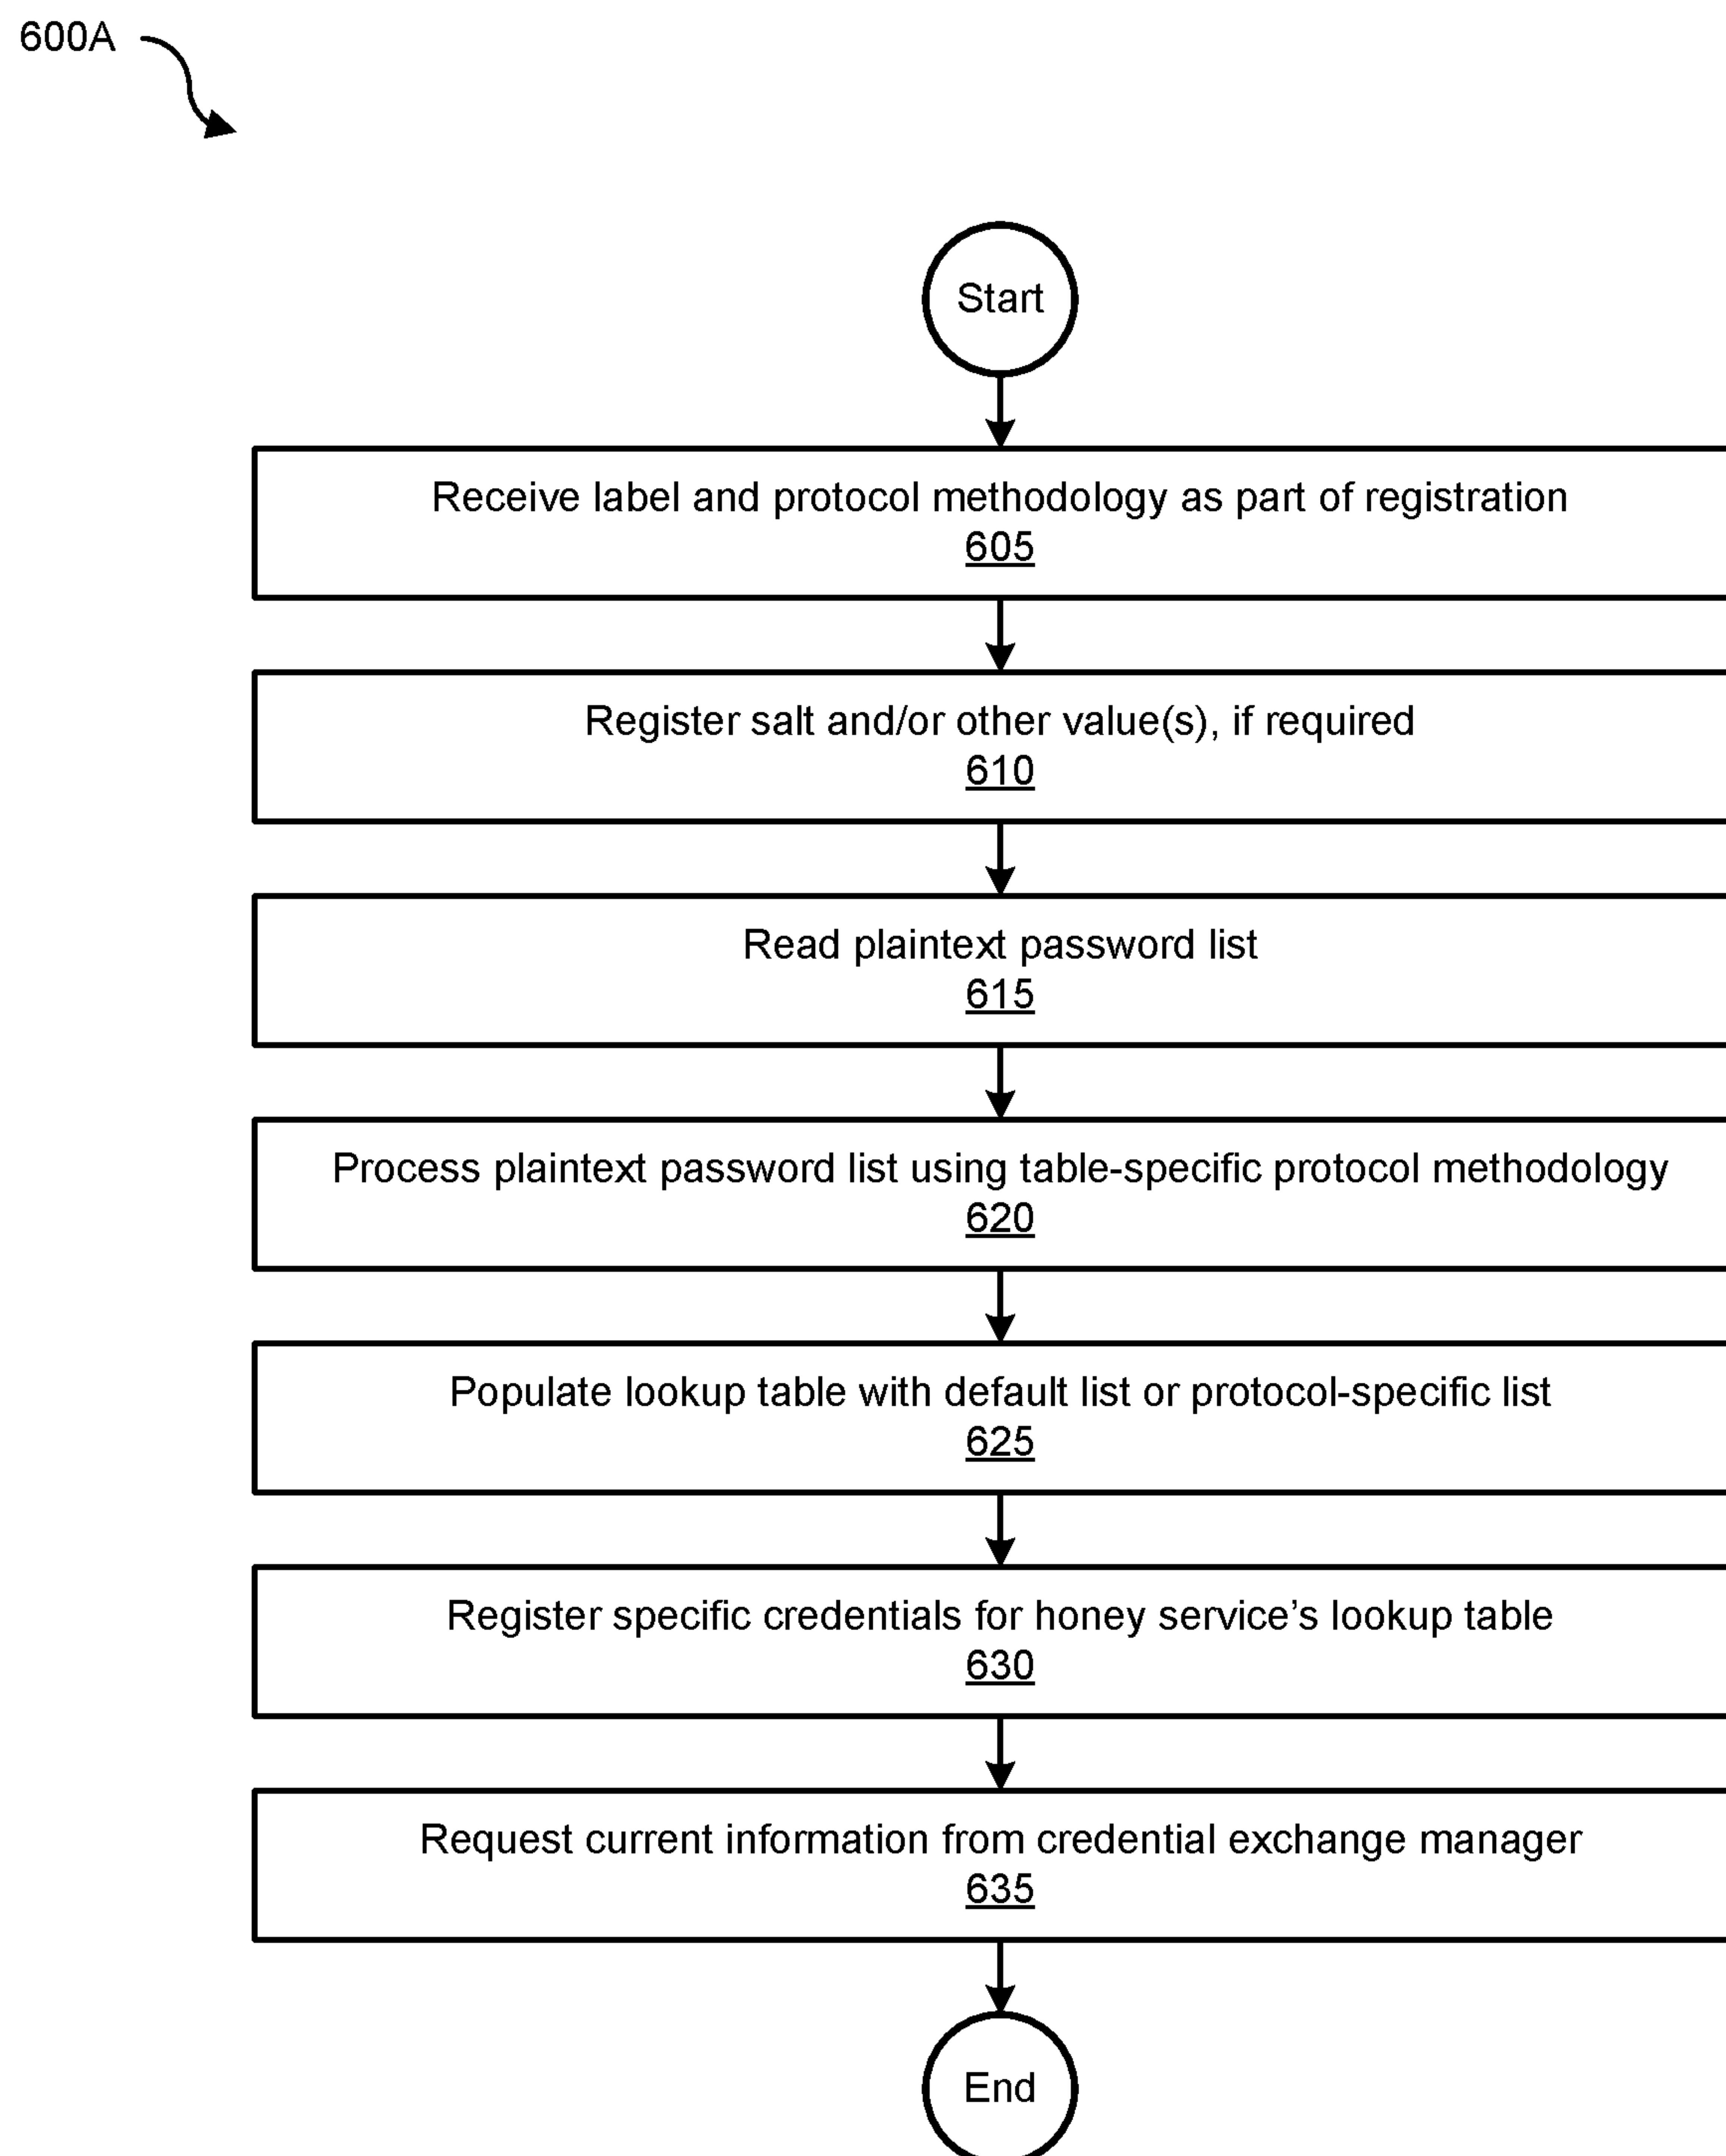 600A
Start
Receive label and protocol methodology as part of registration
605
Register salt and/or other value(s), if required
610
Read plaintext password list
615
Process plaintext password list using table-specific protocol methodology
620
Populate lookup table with default list or protocol-specific list
625
Register specific credentials for honey service’s lookup table
630
Request current information from credential exchange manager
635
End